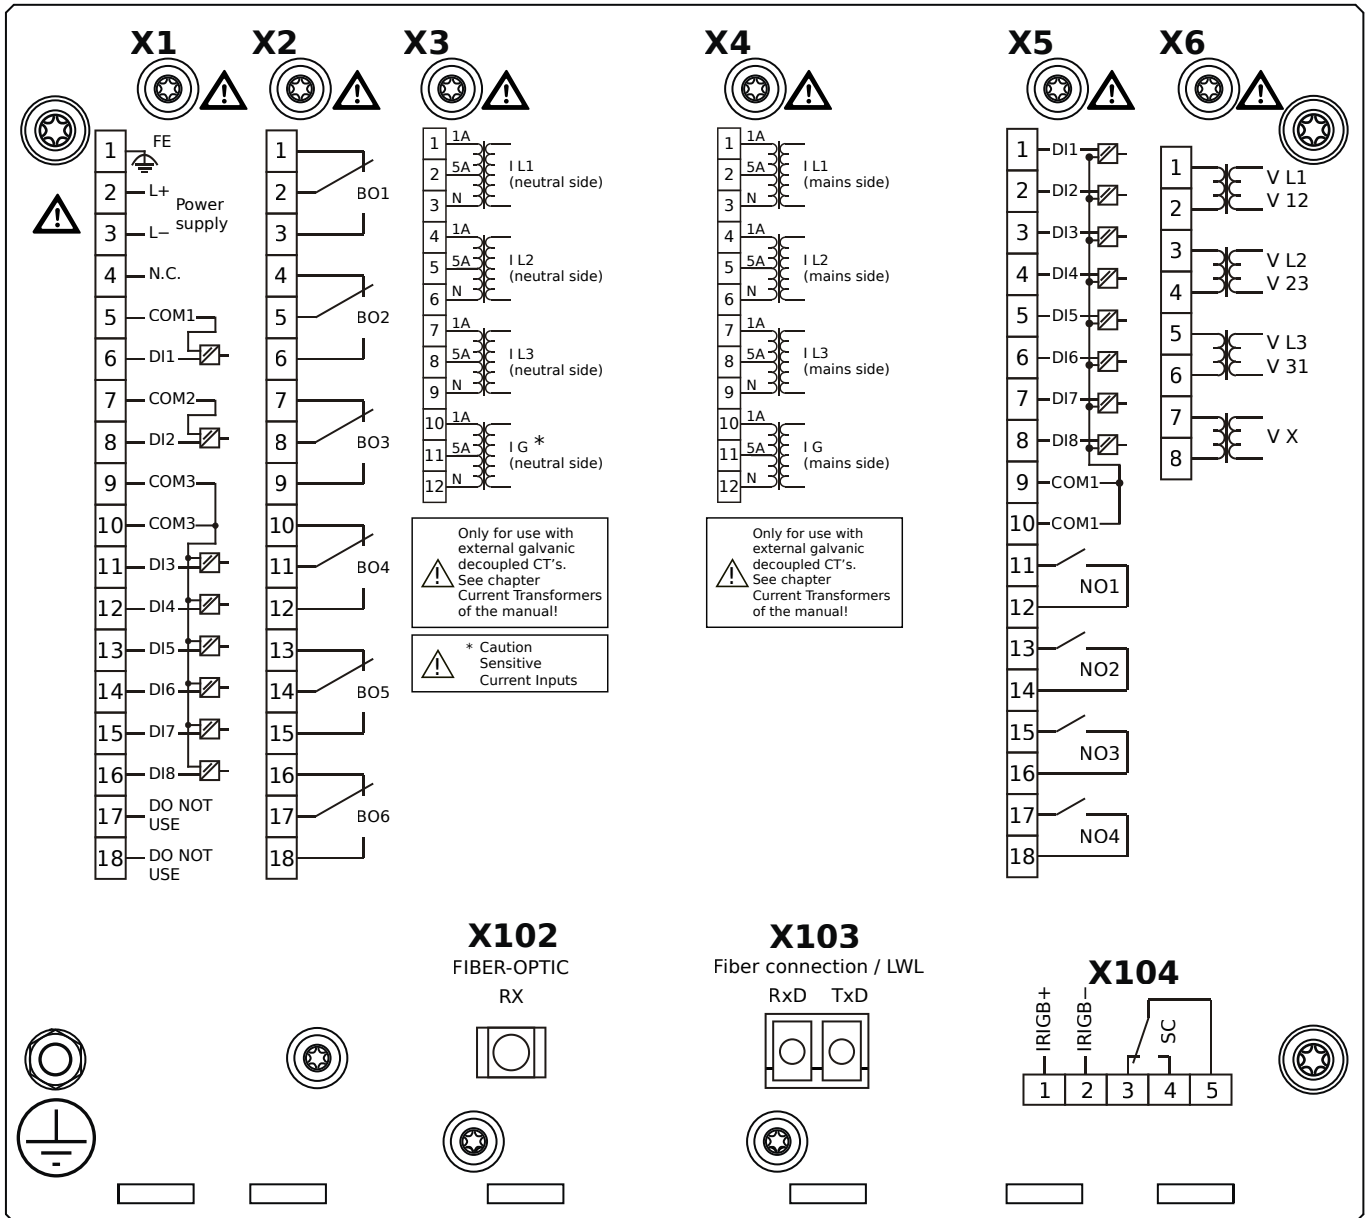 X1 X2 X3 X4 X5 X6
1 FE
2 L+
Power
supply
3 L−
4 N.C.
5 COM1
6 DI1
7 COM2
8 DI2
9 COM3
10 COM3
11 DI3
12 DI4
13 DI5
14 DI6
15 DI7
16 DI8
17 DO NOT
USE
18 DO NOT
USE
1
2 BO1
3
4
5 BO2
6
7
8 BO3
9
10
11 BO4
12
13
14 BO5
15
16
17 BO6
18
1 1A
2 5A I L1
(neutral side)
3 N
4 1A
5 5A I L2
(neutral side)
6 N
7 1A
8 5A I L3
(neutral side)
9 N
10 1A
11 5A I G *
(neutral side)
12 N
Only for use with
external galvanic
decoupled CT's.
See chapter
Current Transformers
of the manual!
* Caution
Sensitive
Current Inputs
1 1A
2 5A I L1
(mains side)
3 N
4 1A
5 5A I L2
(mains side)
6 N
7 1A
8 5A I L3
(mains side)
9 N
10 1A
11 5A I G
(mains side)
12 N
Only for use with
external galvanic
decoupled CT's.
See chapter
Current Transformers
of the manual!
1 DI1
2 DI2
3 DI3
4 DI4
5 DI5
6 DI6
7 DI7
8 DI8
9 COM1
10 COM1
11
NO1
12
13
NO2
14
15
NO3
16
17
NO4
18
1
V L1
2 V 12
3
V L2
4 V 23
5
V L3
6 V 31
7
V X
8
X102
FIBER-OPTIC
RX
X103
Fiber connection / LWL
RxD TxD
X104
IRIGB+
IRIGB−
SC
1 2 3 4 5